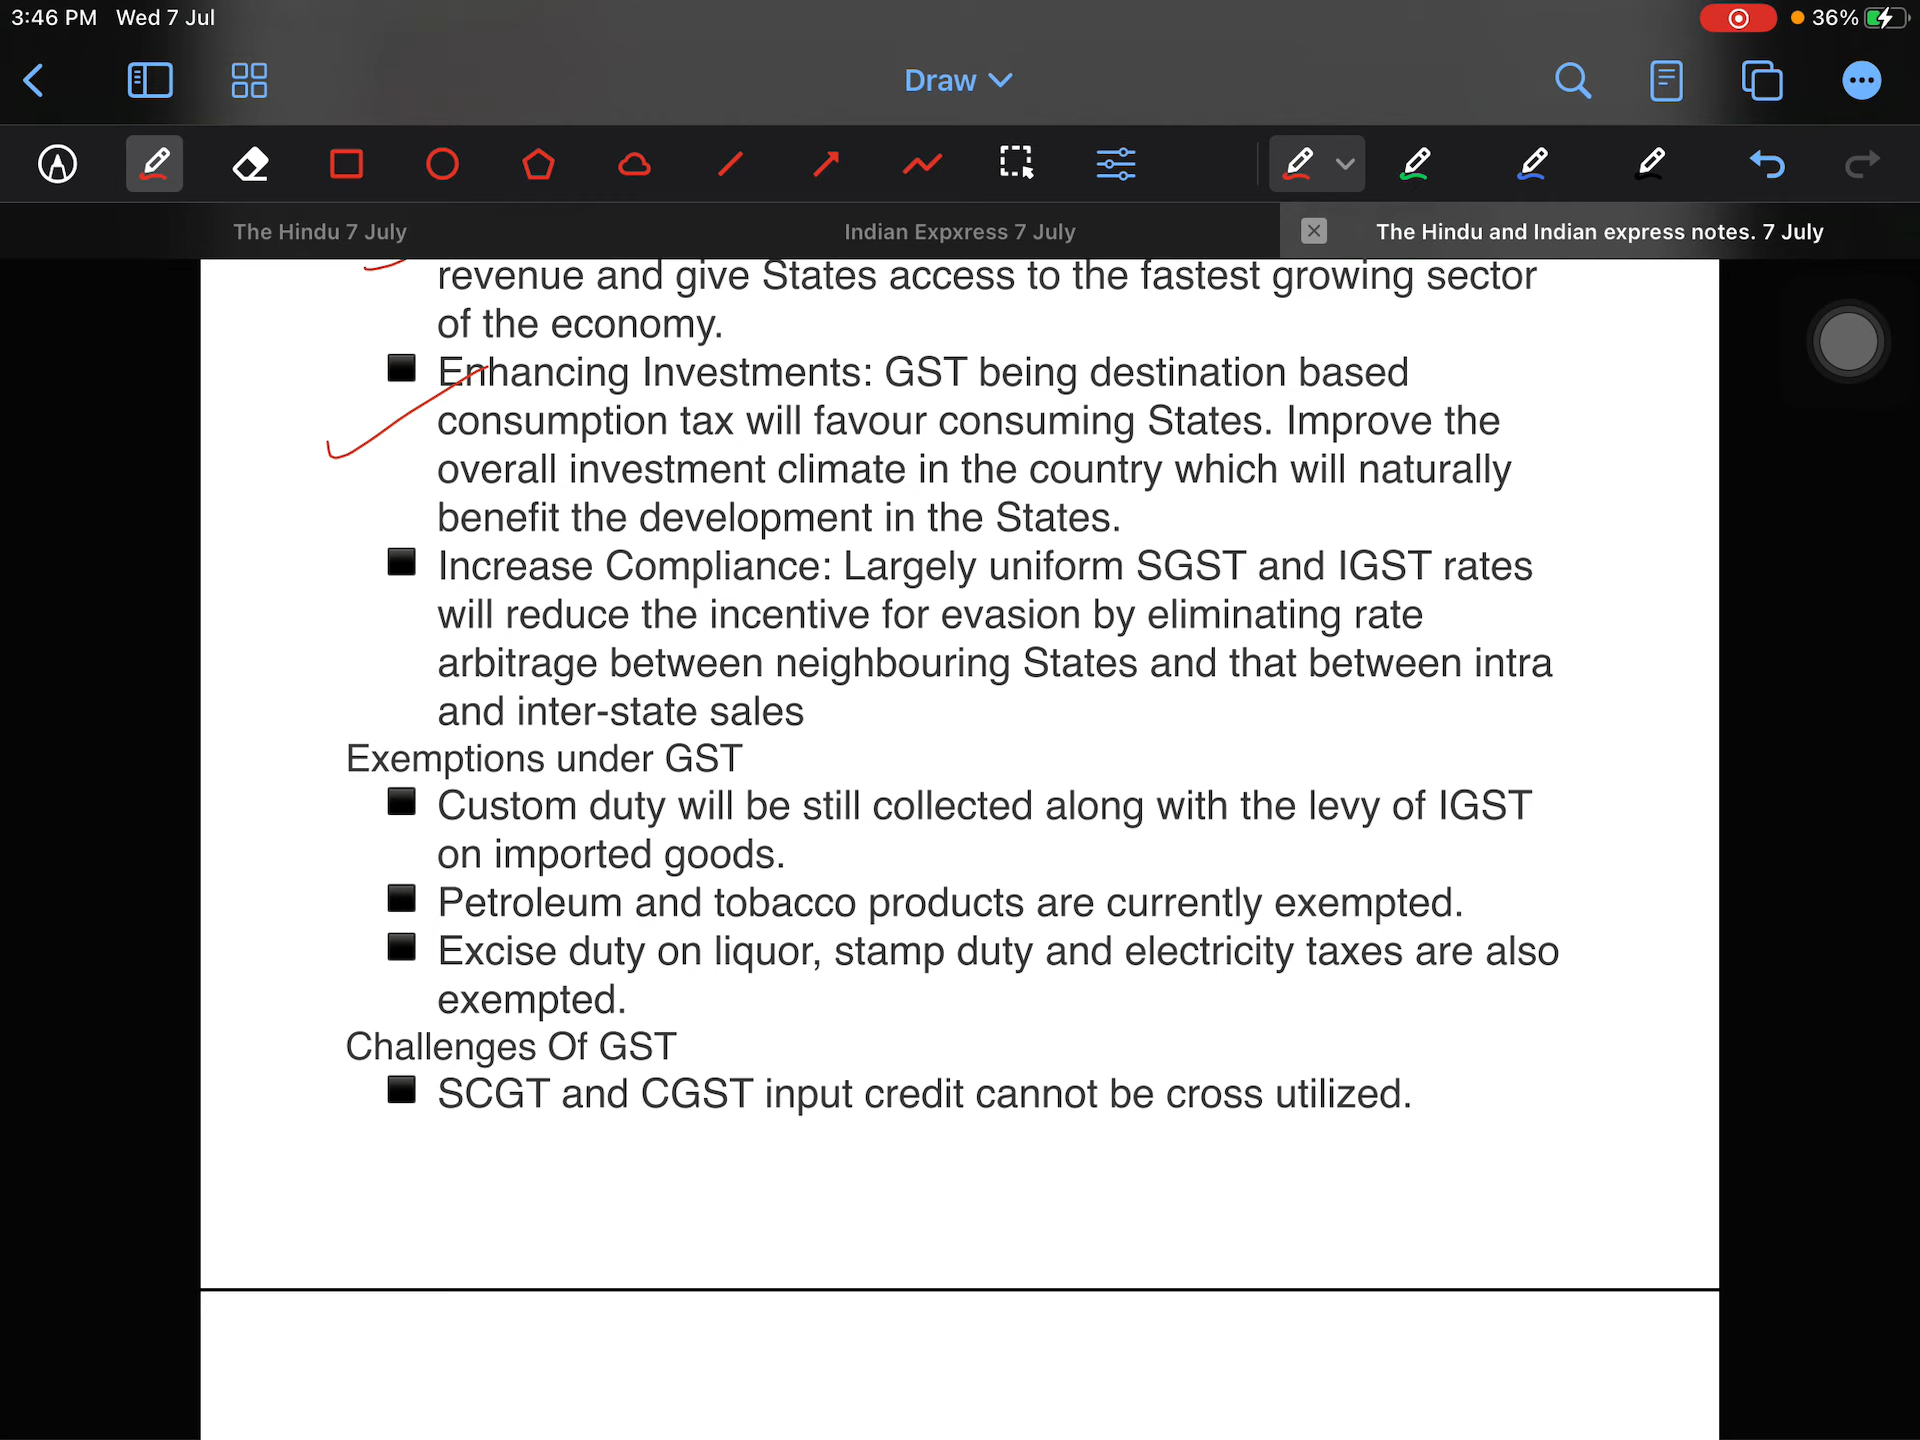 3:46 PM Wed 7 Jul
36%
Draw
The Hindu 7 July
Indian Expxress 7 July
The Hindu and Indian express notes. 7 July
revenue and give States access to the fastest growing sector
of the economy.
Enhancing Investments: GST being destination based
consumption tax will favour consuming States. Improve the
overall investment climate in the country which will naturally
benefit the development in the States.
Increase Compliance: Largely uniform SGST and IGST rates
will reduce the incentive for evasion by eliminating rate
arbitrage between neighbouring States and that between intra
and inter-state sales
Exemptions under GST
Custom duty will be still collected along with the levy of IGST
on imported goods.
Petroleum and tobacco products are currently exempted.
Excise duty on liquor, stamp duty and electricity taxes are also
exempted.
Challenges Of GST
SCGT and CGST input credit cannot be cross utilized.